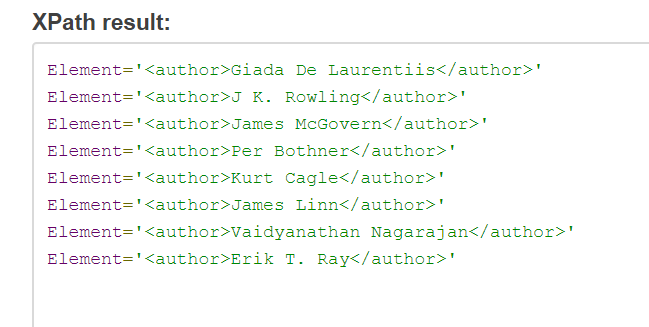 XPath result:
Element='<author>Giada De Laurentiis</author>'
Element='<author>J K. Rowling</author>'
Element='<author>James McGovern</author>'
Element='<author>Per Bothner</author>'
Element='<author>Kurt Cagle</author>'
Element='<author>James Linn</author>'
Element='<author>Vaidyanathan Nagarajan</author>'
Element='<author>Erik T. Ray</author>'